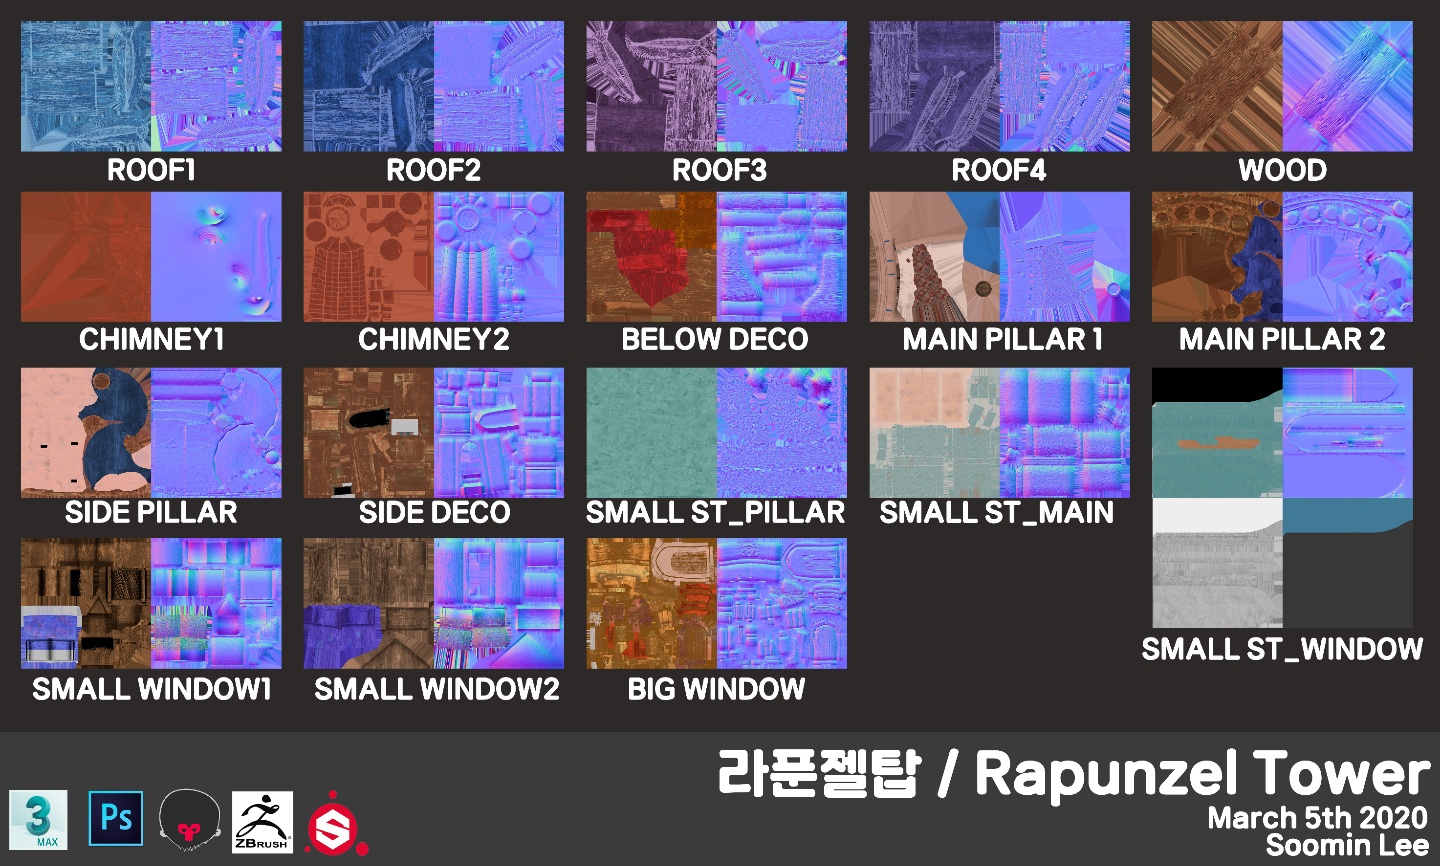 ROOF1 ROOF2 ROOF3 ROOF4 WOOD
CHIMNEY1 CHIMNEY2 BELOW DECO MAIN PILLAR 1 MAIN PILLAR 2
SIDE PILLAR SIDE DECO SMALL ST_PILLAR SMALL ST_MAIN
SMALL ST_WINDOW
SMALL WINDOW1 SMALL WINDOW2 BIG WINDOW
라푼젤탑 / Rapunzel Tower
March 5th 2020
Soomin Lee
3
MAX
Ps
ZBRUSH
S